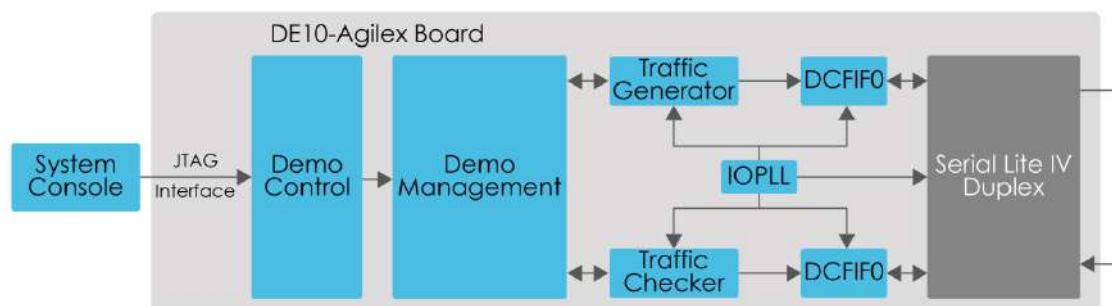 DE10-Agilex Board
System
Console
JTAG
Interface
Demo
Control
Demo
Management
Traffic
Generator
DCFIF0
IOPLL
Traffic
Checker
DCFIF0
Serial Lite IV
Duplex